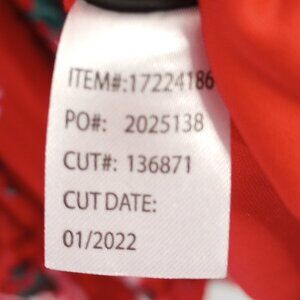 ITEM#:17224186
PO#: 2025138
CUT#: 136871
CUT DATE:
01/2022